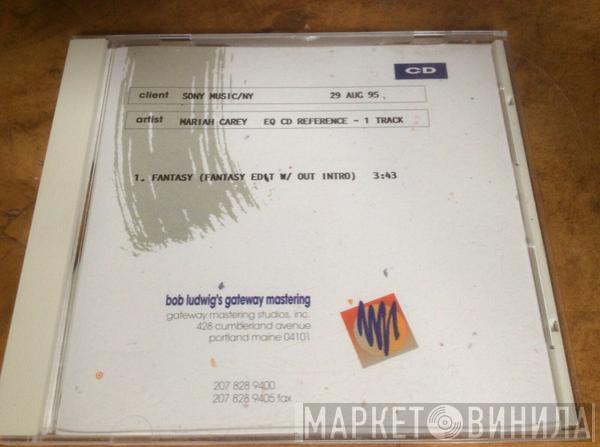 CD
client SONY MUSIC/NY 29 AUG 95
artist MARIAH CAREY EQ CD REFERENCE - 1 TRACK
1. FANTASY (FANTASY EDIT W/ OUT INTRO) 3:43
bob ludwig's gateway mastering
gateway mastering studios, inc.
428 cumberland avenue
portland maine 04101
207 828 9400
207 828 9405 fax
МАРКЕТ ВИНИЛА